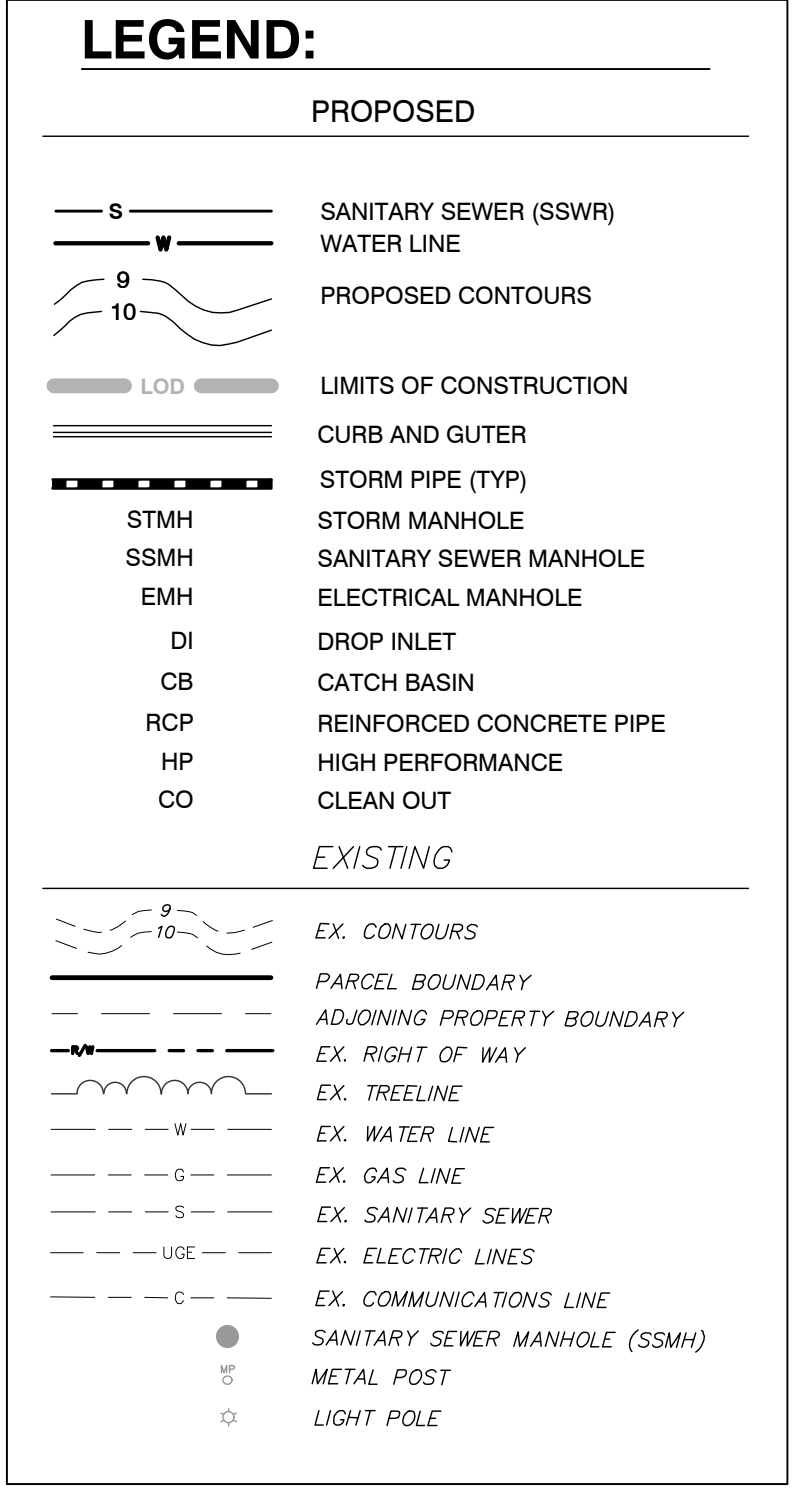 LEGEND:
PROPOSED
S SANITARY SEWER (SSWR)
W WATER LINE
9
10 PROPOSED CONTOURS
LOD LIMITS OF CONSTRUCTION
CURB AND GUTER
STORM PIPE (TYP)
STMH STORM MANHOLE
SSMH SANITARY SEWER MANHOLE
EMH ELECTRICAL MANHOLE
DI DROP INLET
CB CATCH BASIN
RCP REINFORCED CONCRETE PIPE
HP HIGH PERFORMANCE
CO CLEAN OUT
EXISTING
9
10 EX. CONTOURS
PARCEL BOUNDARY
ADJOINING PROPERTY BOUNDARY
R/W EX. RIGHT OF WAY
EX. TREELINE
W EX. WATER LINE
G EX. GAS LINE
S EX. SANITARY SEWER
UGE EX. ELECTRIC LINES
C EX. COMMUNICATIONS LINE
SANITARY SEWER MANHOLE (SSMH)
MP METAL POST
LIGHT POLE